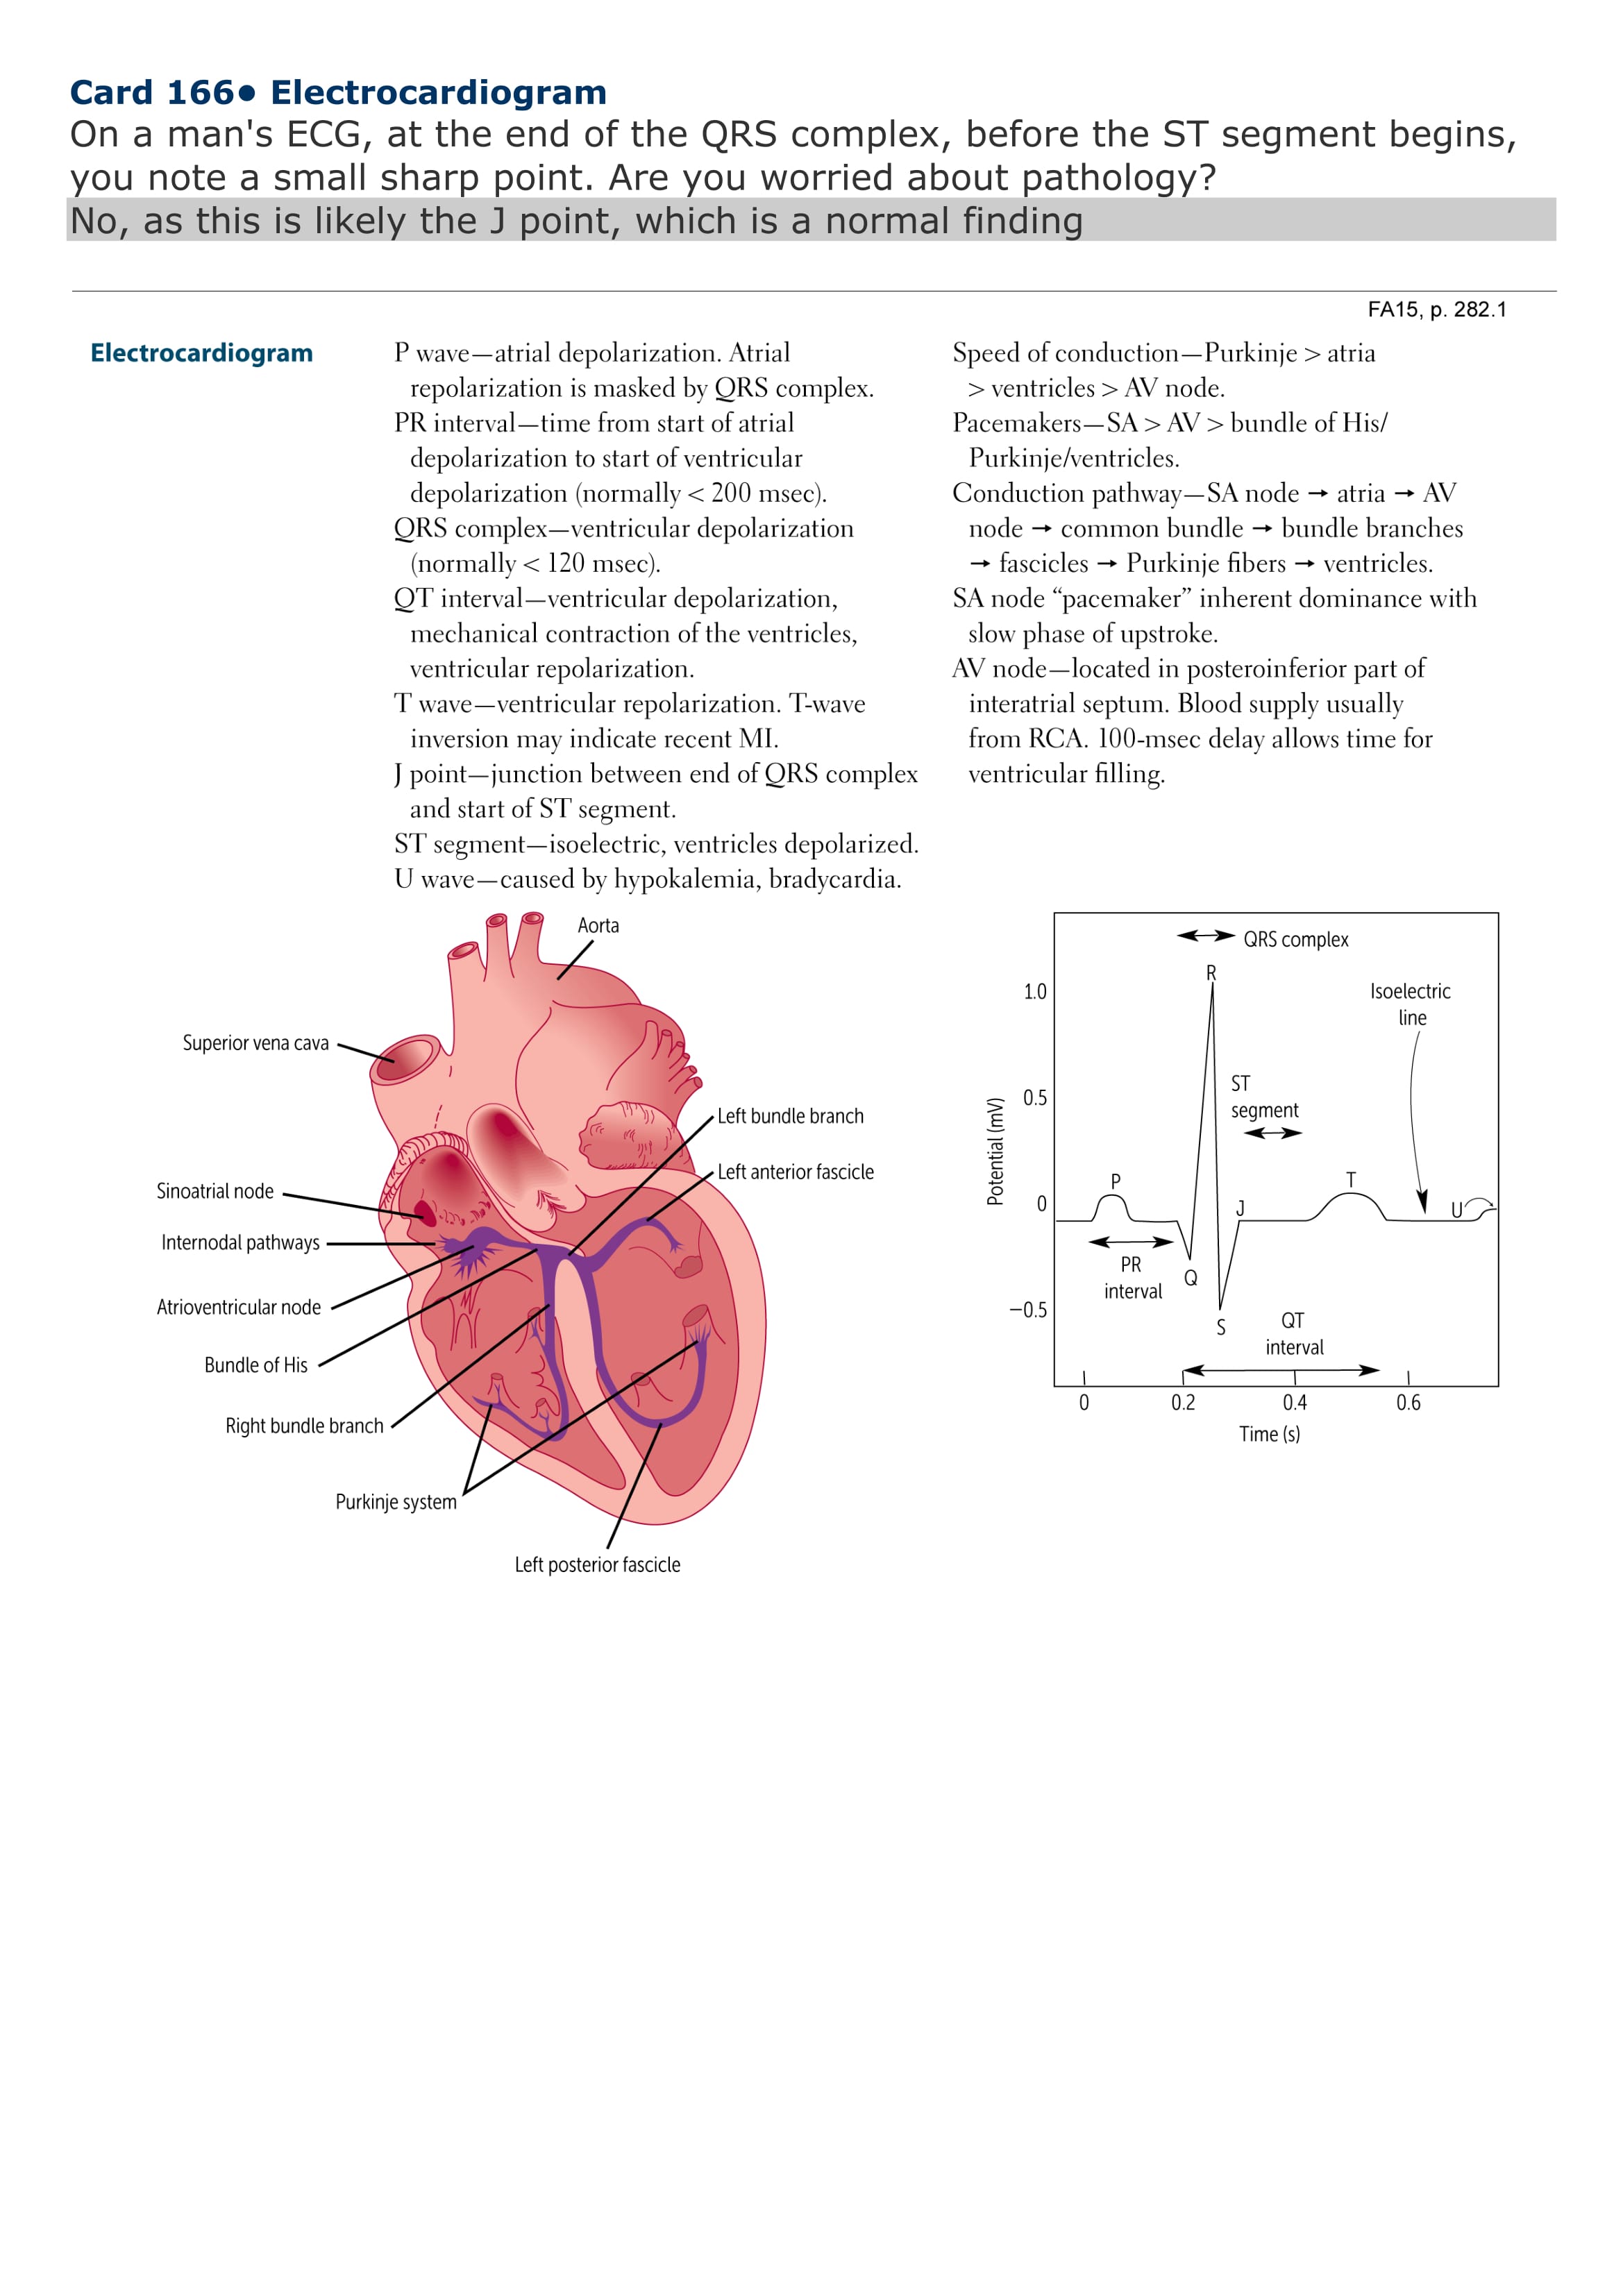 Card 166• Electrocardiogram
On a man's ECG, at the end of the QRS complex, before the ST segment begins,
you note a small sharp point. Are you worried about pathology?
No, as this is likely the J point, which is a normal finding
FA15, p. 282.1
Electrocardiogram
P wave—atrial depolarization. Atrial
repolarization is masked by QRS complex.
PR interval—time from start of atrial
depolarization to start of ventricular
depolarization (normally < 200 msec).
QRS complex—ventricular depolarization
(normally < 120 msec).
QT interval—ventricular depolarization,
mechanical contraction of the ventricles,
ventricular repolarization.
T wave—ventricular repolarization. T-wave
inversion may indicate recent MI.
J point—junction between end of QRS complex
and start of ST segment.
ST segment—isoelectric, ventricles depolarized.
U wave—caused by hypokalemia, bradycardia.
Speed of conduction—Purkinje > atria
> ventricles > AV node.
Pacemakers—SA > AV > bundle of His/
Purkinje/ventricles.
Conduction pathway—SA node → atria → AV
node → common bundle → bundle branches
→ fascicles → Purkinje fibers → ventricles.
SA node “pacemaker” inherent dominance with
slow phase of upstroke.
AV node—located in posteroinferior part of
interatrial septum. Blood supply usually
from RCA. 100-msec delay allows time for
ventricular filling.
Aorta
Superior vena cava
Left bundle branch
Left anterior fascicle
Sinoatrial node
Internodal pathways
Atrioventricular node
Bundle of His
Right bundle branch
Purkinje system
Left posterior fascicle
QRS complex
R
1.0
Isoelectric
line
ST
segment
0.5
Potential (mV)
P
T
0
J
U
PR
interval
Q
−0.5
S
QT
interval
0
0.2
0.4
0.6
Time (s)